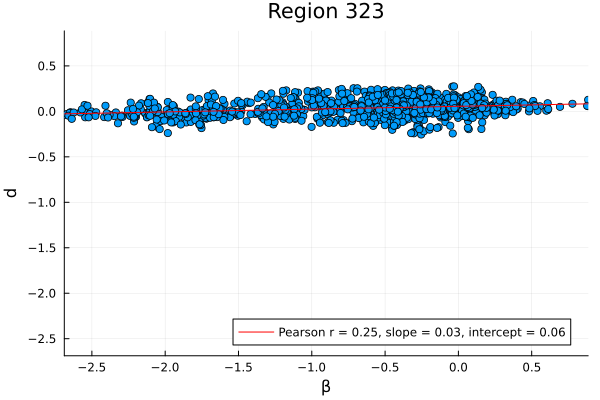 Region 323
d
0.5
0.0
−0.5
−1.0
−1.5
−2.0
−2.5
Pearson r = 0.25, slope = 0.03, intercept = 0.06
−2.5 −2.0 −1.5 −1.0 −0.5 0.0 0.5
β